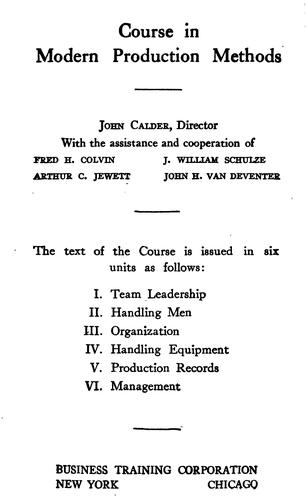 Course in
Modern Production Methods
JOHN CALDER, Director
With the assistance and cooperation of
FRED H. COLVIN J. WILLIAM SCHULZE
ARTHUR C. JEWETT JOHN H. VAN DEVENTER
The text of the Course is issued in six
units as follows:
I. Team Leadership
II. Handling Men
III. Organization
IV. Handling Equipment
V. Production Records
VI. Management
BUSINESS TRAINING CORPORATION
NEW YORK CHICAGO